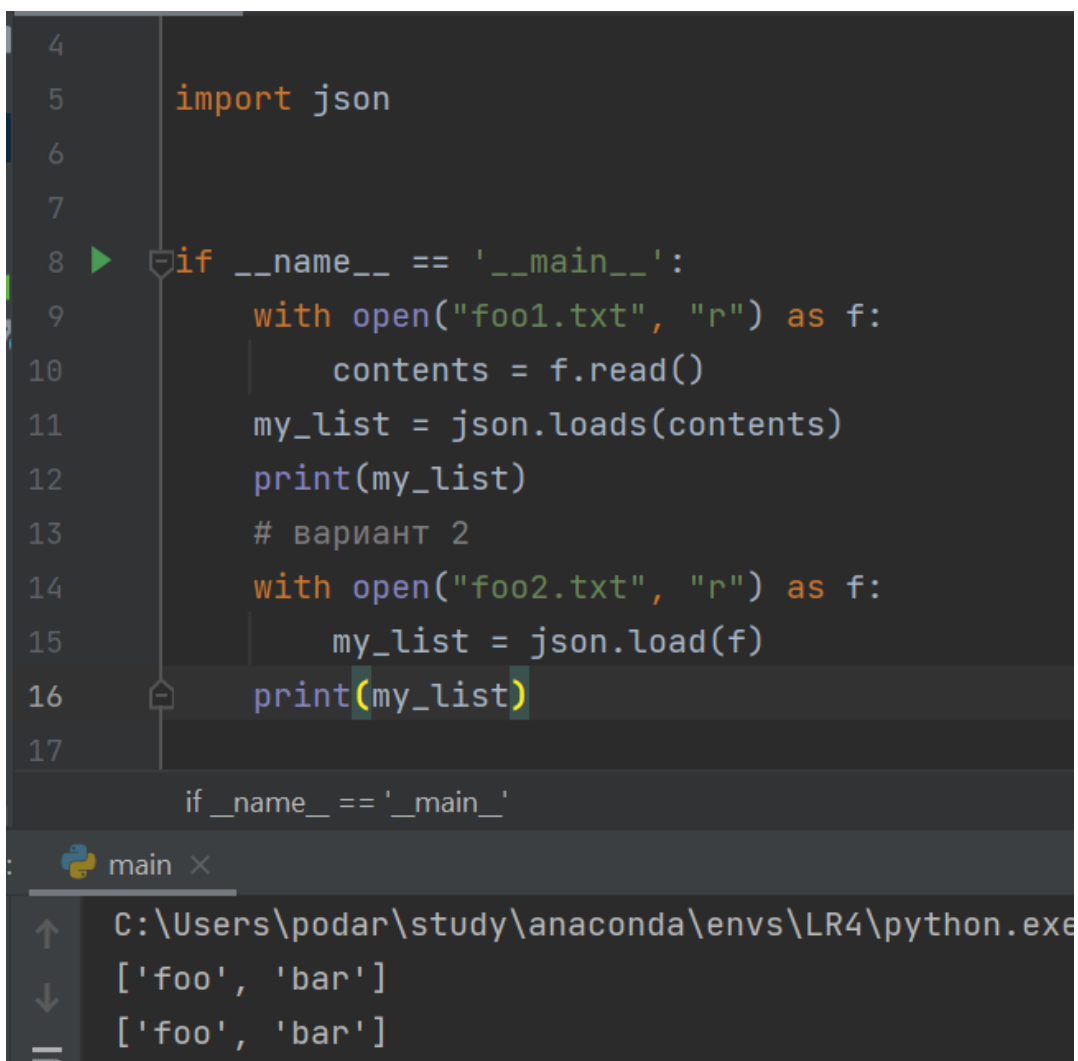 4
5 import json
6
7
8 if __name__ == '__main__':
9 with open("foo1.txt", "r") as f:
10 contents = f.read()
11 my_list = json.loads(contents)
12 print(my_list)
13 # вариант 2
14 with open("foo2.txt", "r") as f:
15 my_list = json.load(f)
16 print(my_list)
17
if __name__ == '__main__'
: main ×
C:\Users\podar\study\anaconda\envs\LR4\python.exe
['foo', 'bar']
['foo', 'bar']